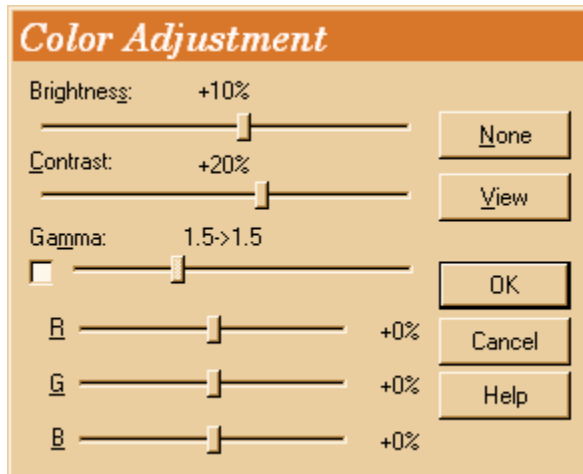 Color Adjustment
Brightness: +10%
None
Contrast: +20%
View
Gamma: 1.5->1.5
OK
R +0%
Cancel
G +0%
Help
B +0%